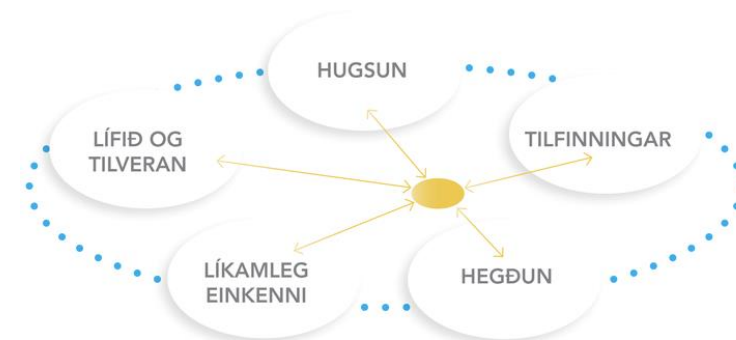 HUGSUN
LÍFIÐ OG
TILVERAN
TILFINNINGAR
LÍKAMLEG
EINKENNI
HEGÐUN